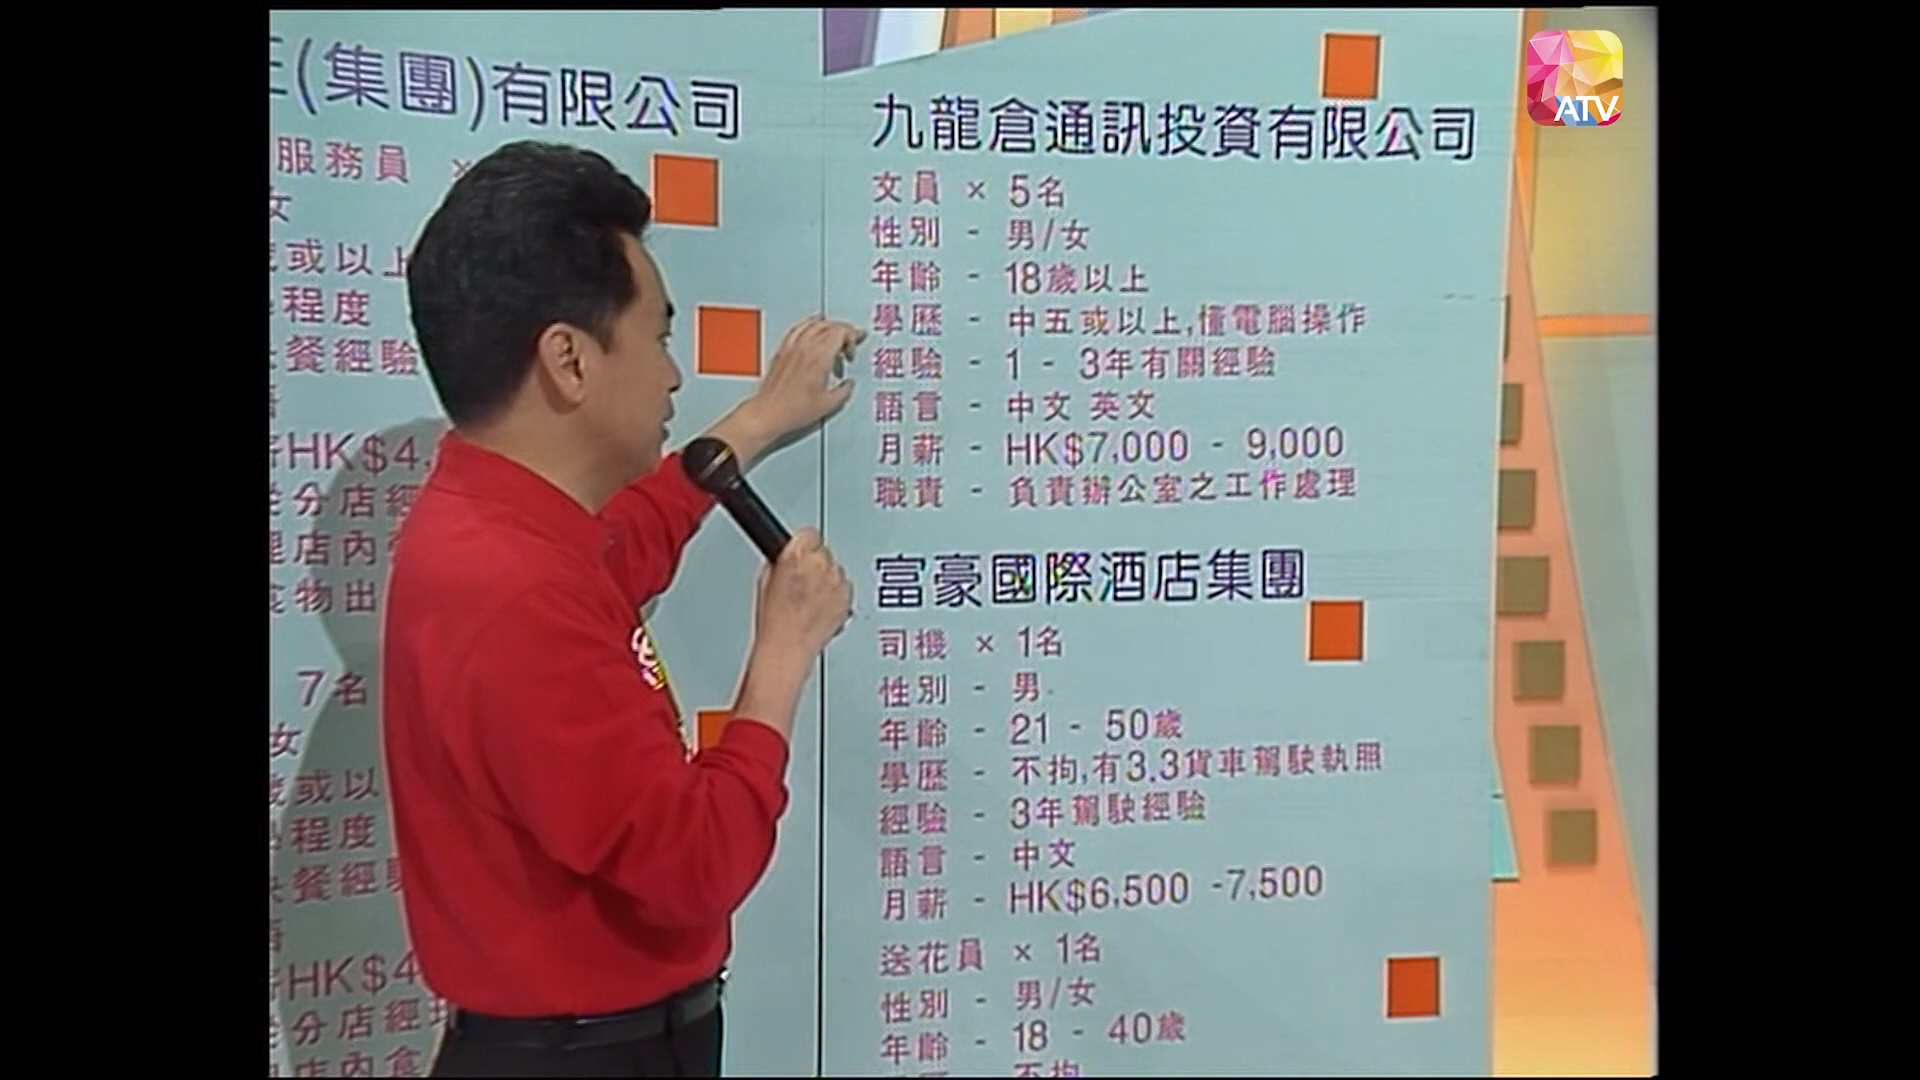 (集團)有限公司
服務員 ×
女
或以上
程度
餐經驗
HK$4,
分店經
店內
物出
7名
女
或以
程度
餐經驗
HK$4
分店經
店內食
九龍倉通訊投資有限公司
文員 × 5名
性別 - 男/女
年齡 - 18歲以上
學歷 - 中五或以上,懂電腦操作
經驗 - 1 - 3年有關經驗
語言 - 中文 英文
月薪 - HK$7,000 - 9,000
職責 - 負責辦公室之工作處理
富豪國際酒店集團
司機 × 1名
性別 - 男
年齡 - 21 - 50歲
學歷 - 不拘,有3.3貨車駕駛執照
經驗 - 3年駕駛經驗
語言 - 中文
月薪 - HK$6,500 -7,500
送花員 × 1名
性別 - 男/女
年齡 - 18 - 40歲
不拘
ATV